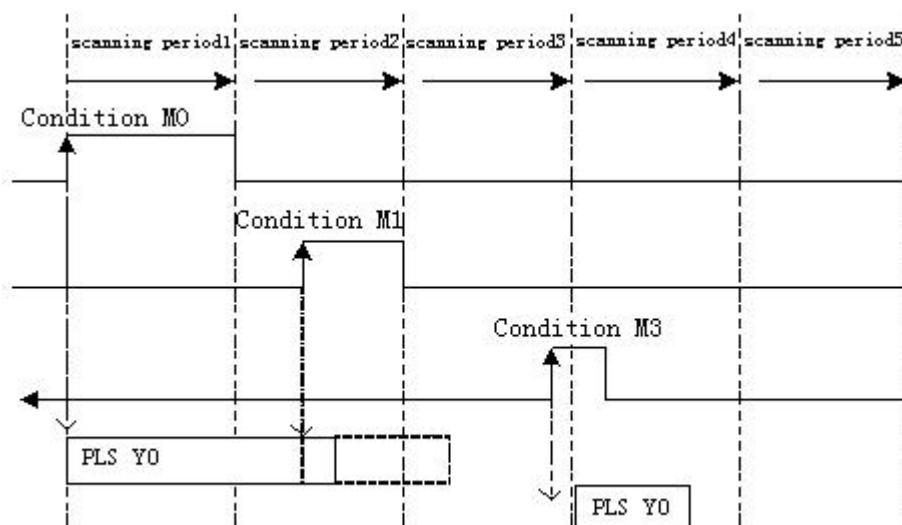 scanning period1 scanning period2 scanning period3 scanning period4 scanning period5
Condition M0
Condition M1
Condition M3
PLS Y0
PLS Y0